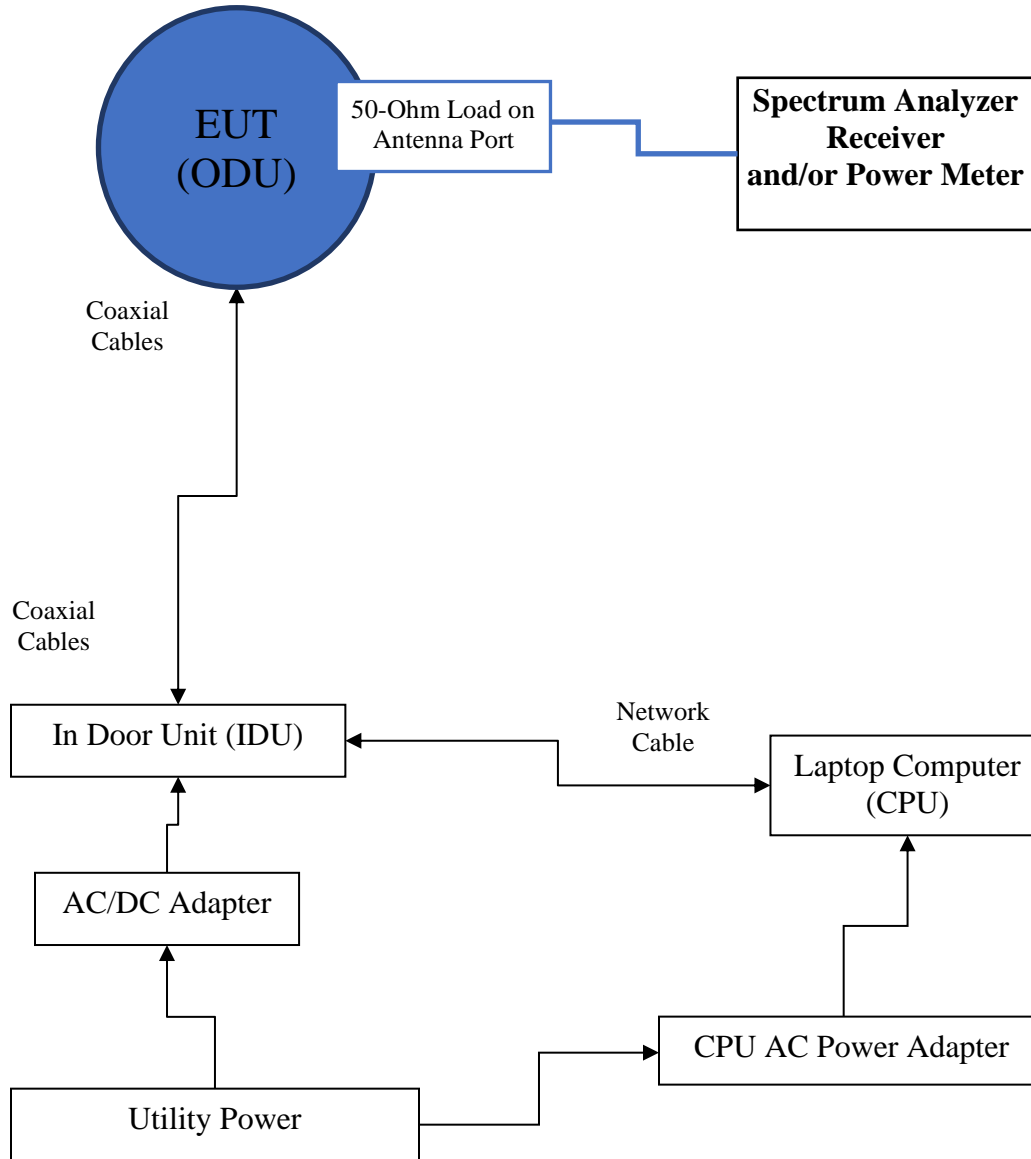 EUT
(ODU)
50-Ohm Load on
Antenna Port
Spectrum Analyzer
Receiver
and/or Power Meter
Coaxial
Cables
Coaxial
Cables
In Door Unit (IDU)
Network
Cable
Laptop Computer
(CPU)
AC/DC Adapter
CPU AC Power Adapter
Utility Power